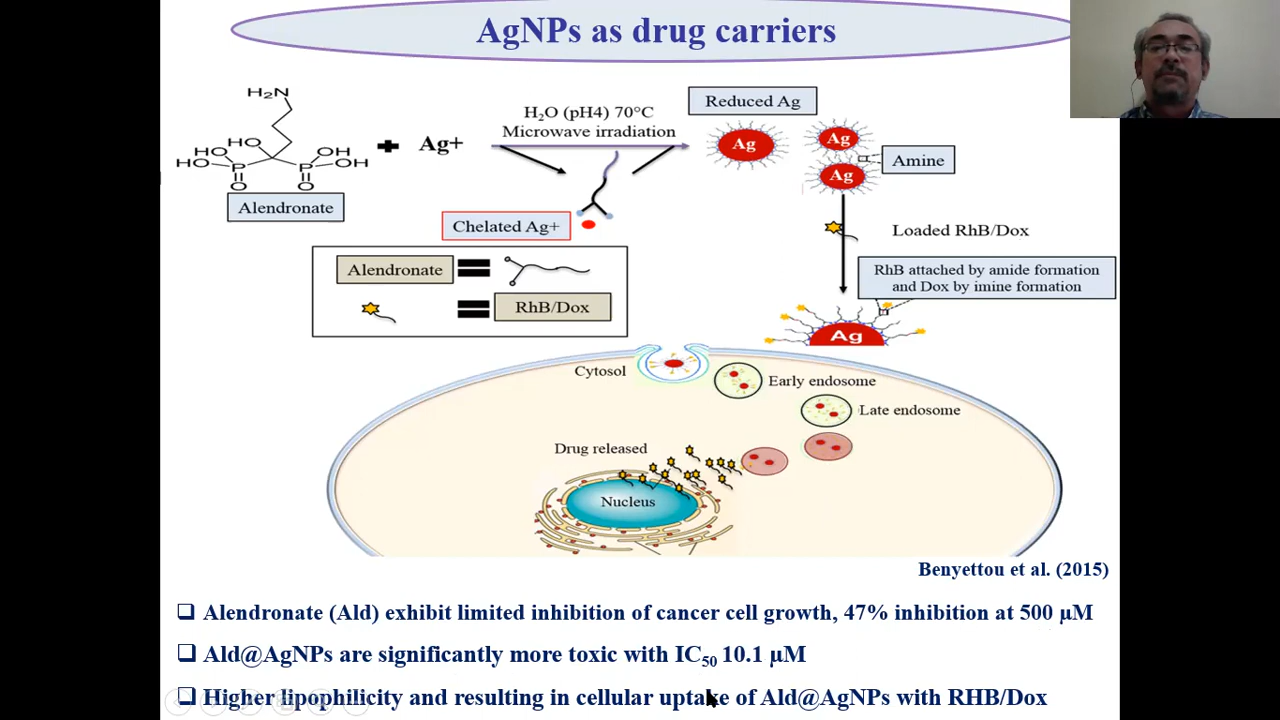 AgNPs as drug carriers
H₂N
HO
HO
HO
OH
OH
P
P
O
O
Alendronate
Ag+
H₂O (pH4) 70°C
Microwave irradiation
Reduced Ag
Ag
Ag
Ag
Amine
Chelated Ag+
Loaded RhB/Dox
Alendronate
RhB/Dox
RhB attached by amide formation
and Dox by imine formation
Ag
Cytosol
Early endosome
Late endosome
Drug released
Nucleus
Benyettou et al. (2015)
Alendronate (Ald) exhibit limited inhibition of cancer cell growth, 47% inhibition at 500 µM
Ald@AgNPs are significantly more toxic with IC₅₀ 10.1 µM
Higher lipophilicity and resulting in cellular uptake of Ald@AgNPs with RHB/Dox